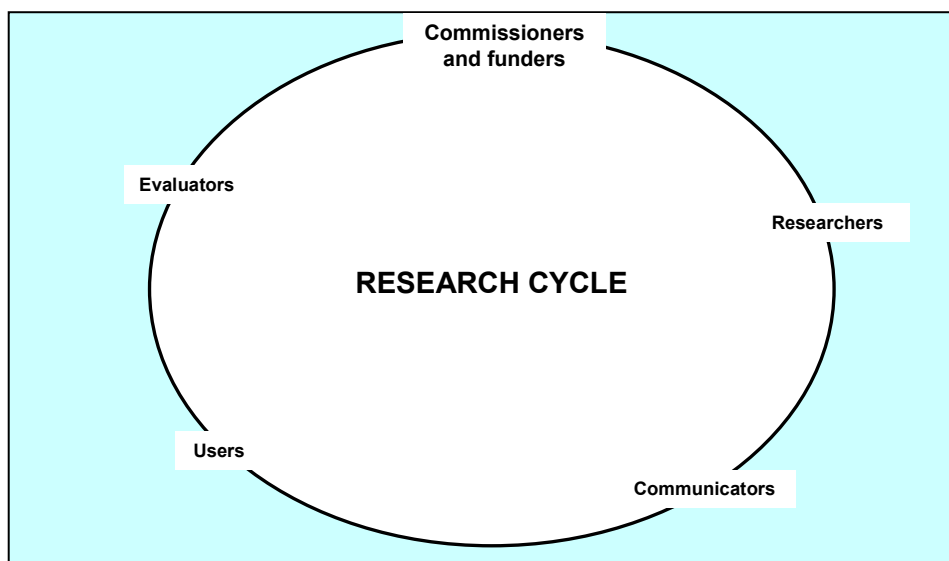 Commissioners
and funders
Evaluators
Researchers
RESEARCH CYCLE
Users
Communicators